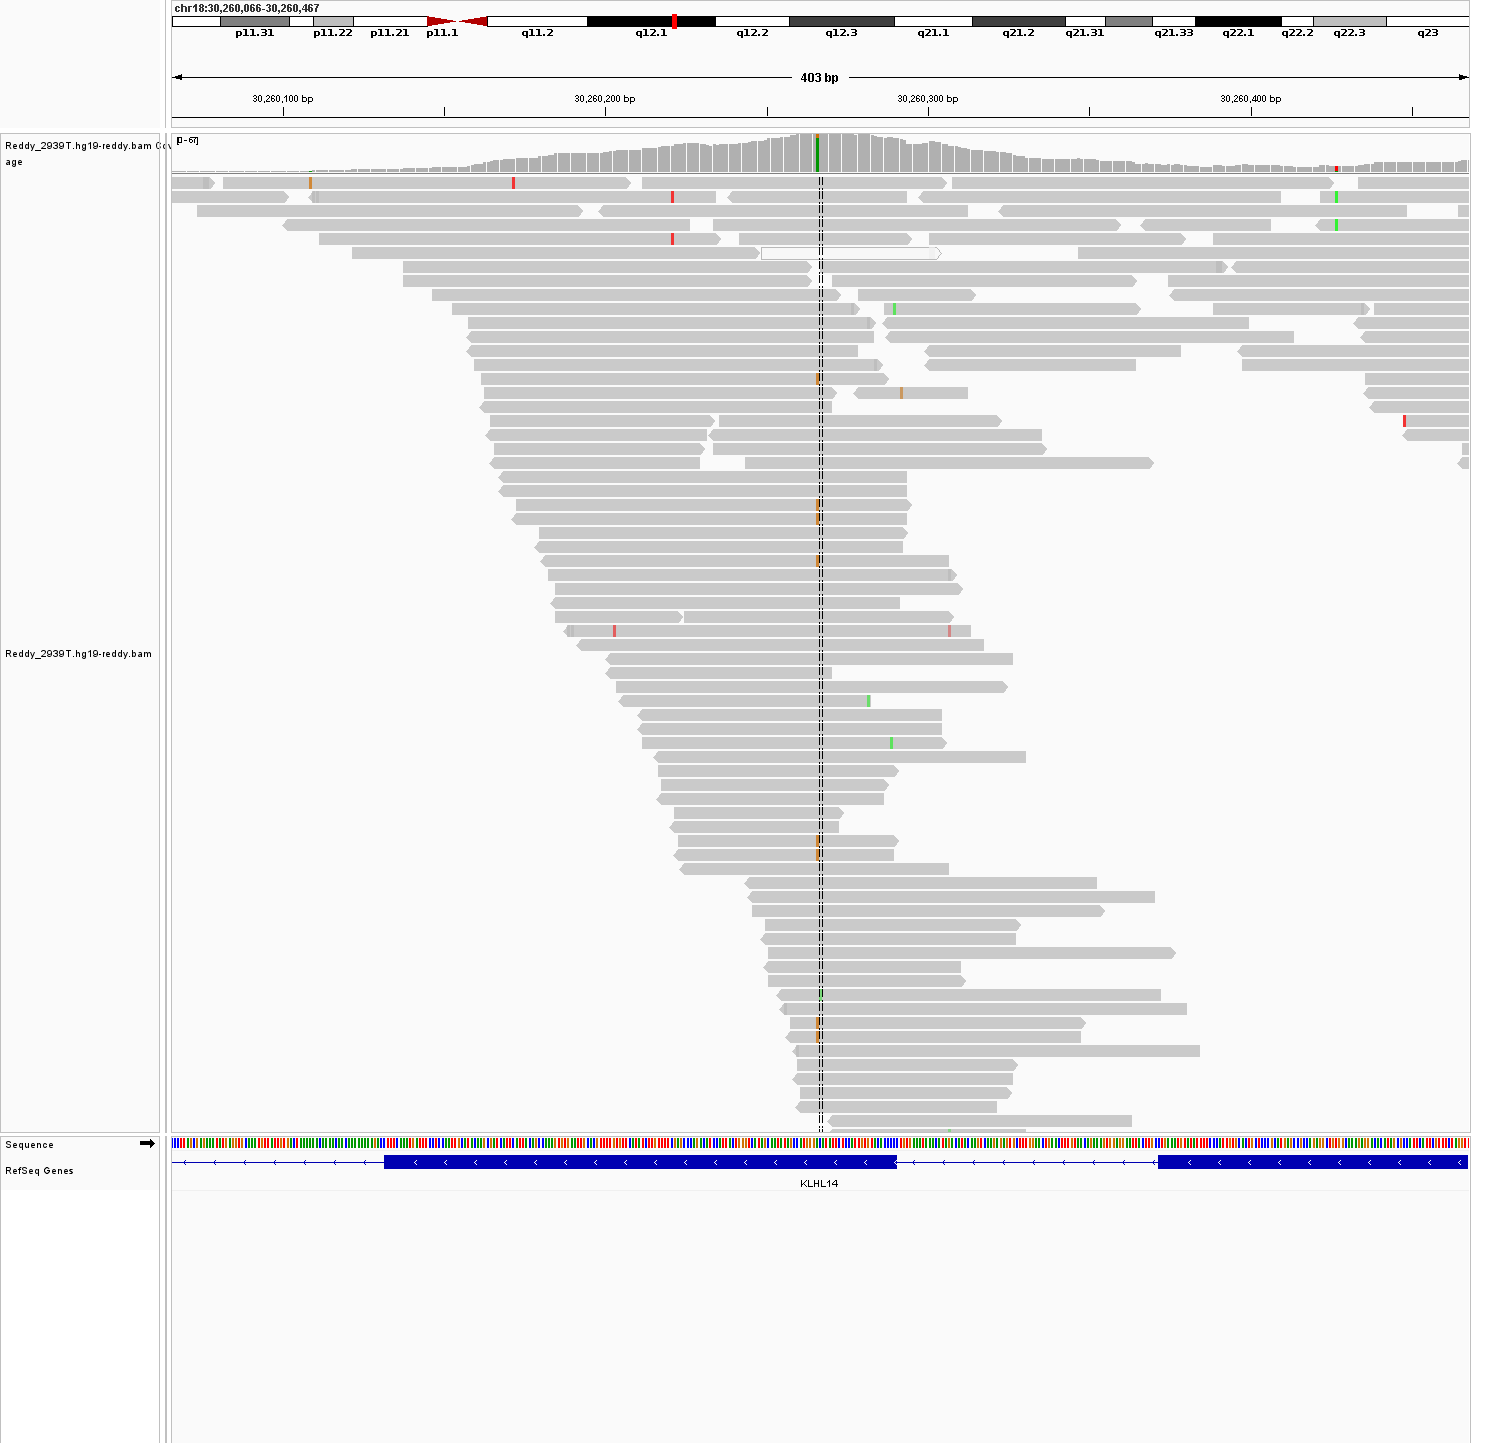 chr18:30,260,066-30,260,467
p11.31 p11.22 p11.21 p11.1 q11.2 q12.1 q12.2 q12.3 q21.1 q21.2 q21.31 q21.33 q22.1 q22.2 q22.3 q23
403 bp
30,260,100 bp 30,260,200 bp 30,260,300 bp 30,260,400 bp
[0-67]
Reddy_2939T.hg19-reddy.bam Cov
age
Reddy_2939T.hg19-reddy.bam
Sequence
RefSeq Genes
KLHL14